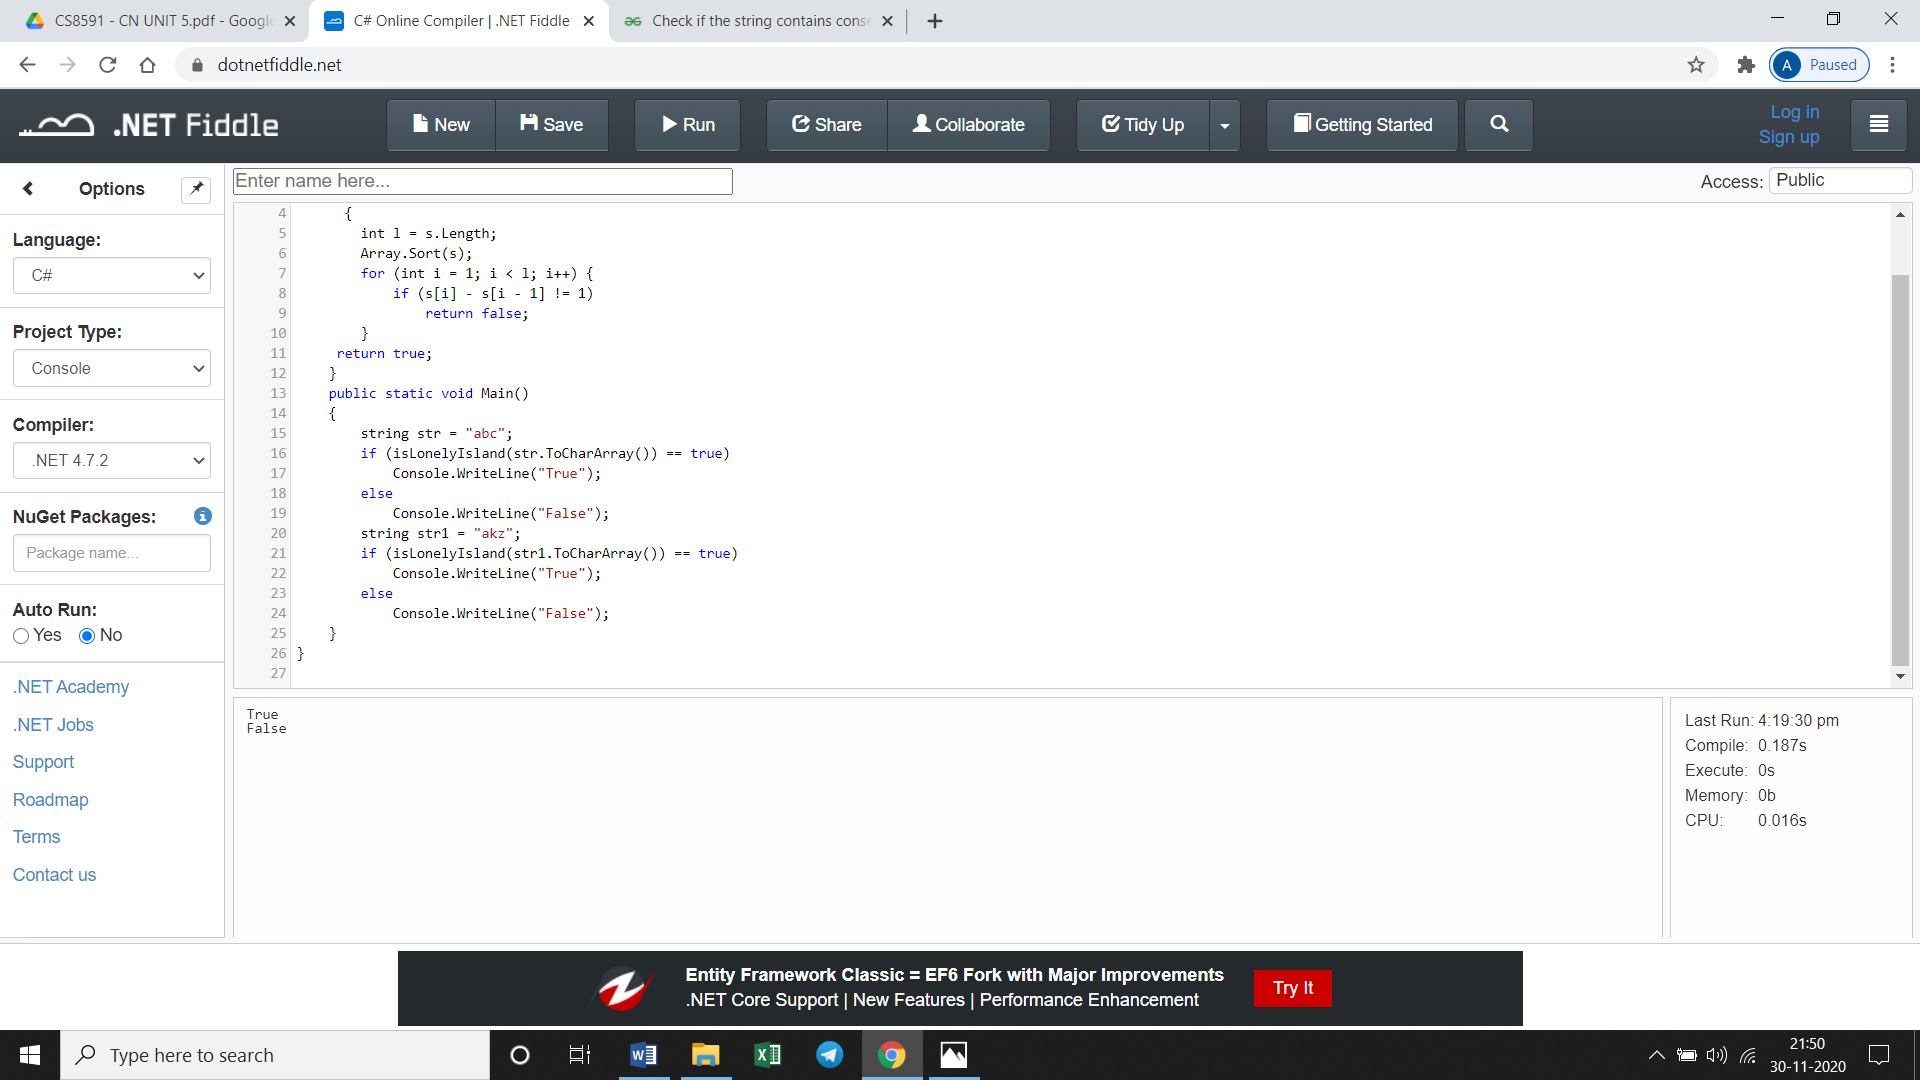 CS8591 - CN UNIT 5.pdf - Google
C# Online Compiler | .NET Fiddle
Check if the string contains conse
dotnetfiddle.net
A Paused
.NET Fiddle
New
Save
Run
Share
Collaborate
Tidy Up
Getting Started
Log in
Sign up
Options
Enter name here...
Access: Public
Language:
C#
Project Type:
Console
Compiler:
.NET 4.7.2
NuGet Packages:
Package name...
Auto Run:
Yes No
.NET Academy
.NET Jobs
Support
Roadmap
Terms
Contact us
4 {
5 int l = s.Length;
6 Array.Sort(s);
7 for (int i = 1; i < l; i++) {
8 if (s[i] - s[i - 1] != 1)
9 return false;
10 }
11 return true;
12 }
13 public static void Main()
14 {
15 string str = "abc";
16 if (isLonelyIsland(str.ToCharArray()) == true)
17 Console.WriteLine("True");
18 else
19 Console.WriteLine("False");
20 string str1 = "akz";
21 if (isLonelyIsland(str1.ToCharArray()) == true)
22 Console.WriteLine("True");
23 else
24 Console.WriteLine("False");
25 }
26 }
27
True
False
Last Run: 4:19:30 pm
Compile: 0.187s
Execute: 0s
Memory: 0b
CPU: 0.016s
Entity Framework Classic = EF6 Fork with Major Improvements
.NET Core Support | New Features | Performance Enhancement
Try It
Type here to search
21:50
30-11-2020